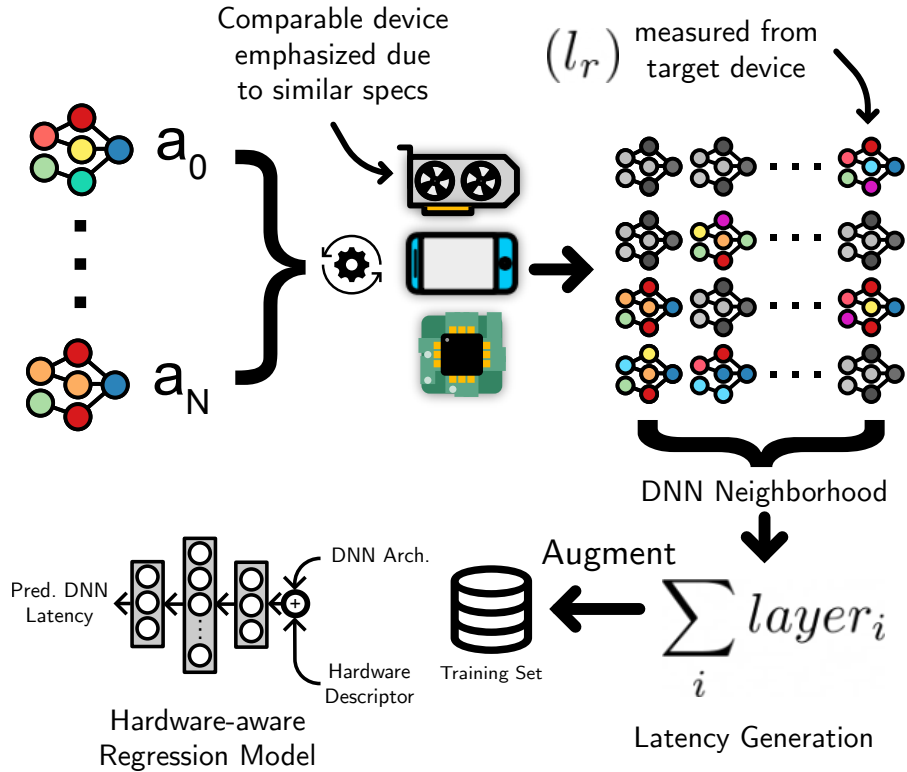 Comparable device
emphasized due
to similar specs
(l_r) measured from
target device
a_0
a_N
DNN Neighborhood
Augment
∑_i layer_i
Latency Generation
Training Set
DNN Arch.
+
Hardware
Descriptor
Pred. DNN
Latency
Hardware-aware
Regression Model